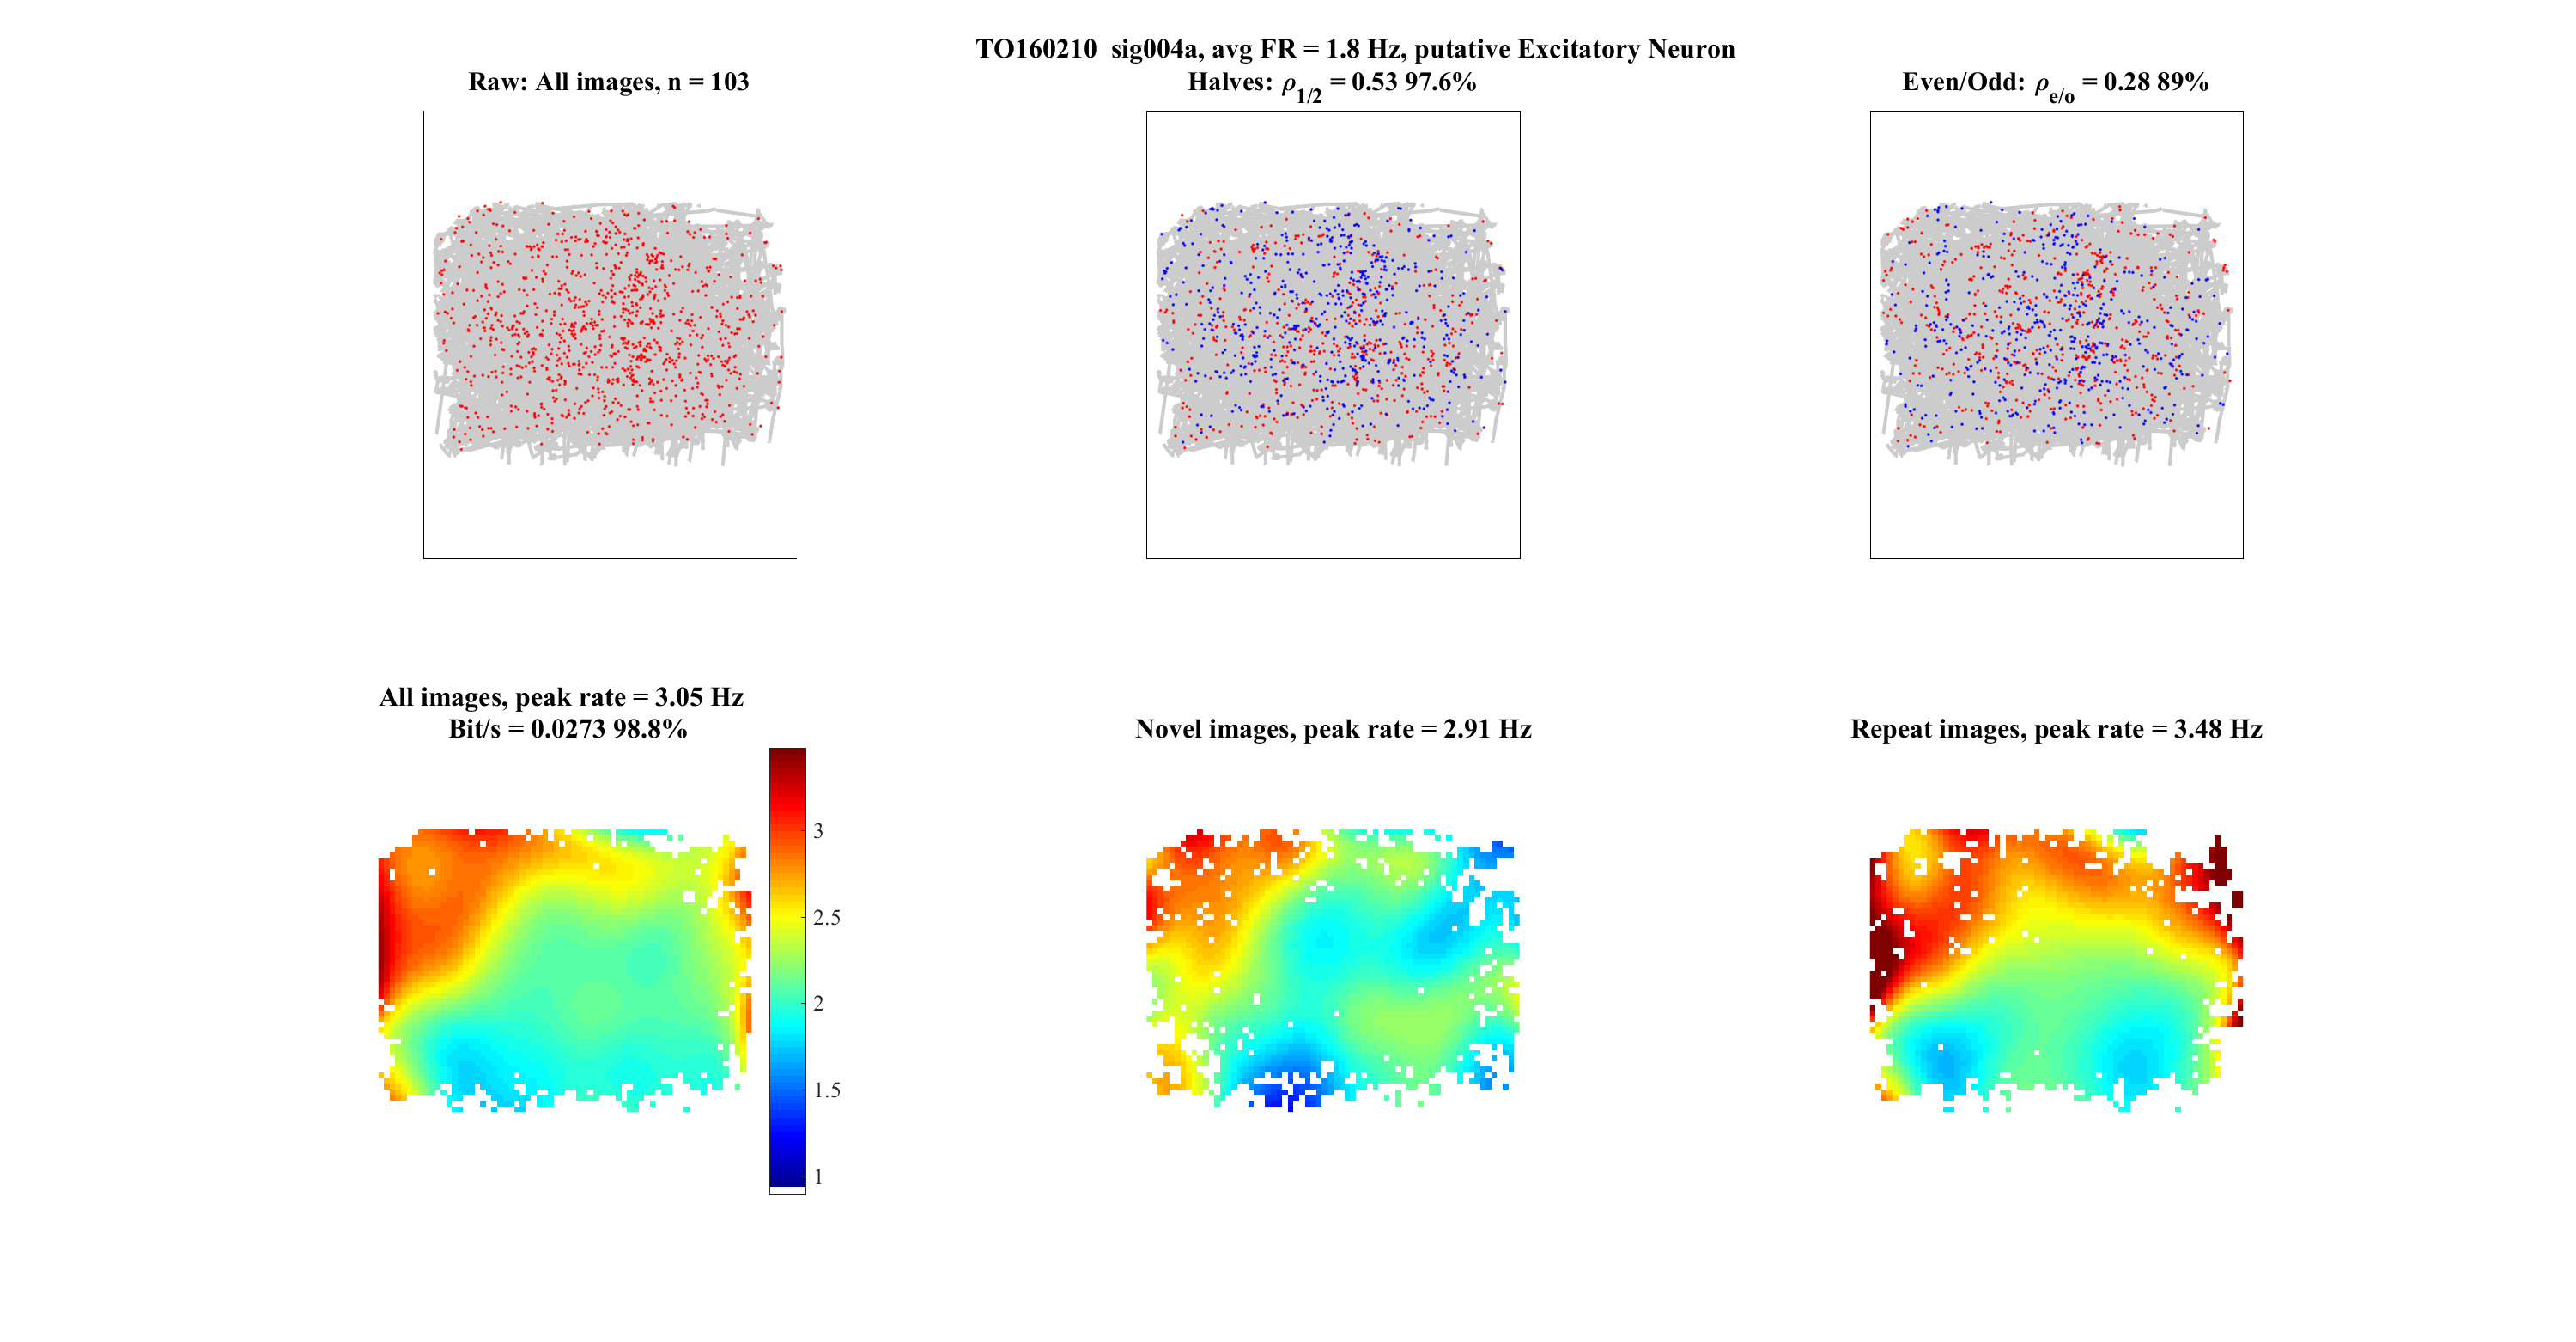 TO160210 sig004a, avg FR = 1.8 Hz, putative Excitatory Neuron
Raw: All images, n = 103
Halves: ρ1/2 = 0.53 97.6%
Even/Odd: ρe/o = 0.28 89%
All images, peak rate = 3.05 Hz
Bit/s = 0.0273 98.8%
3
2.5
2
1.5
1
Novel images, peak rate = 2.91 Hz
Repeat images, peak rate = 3.48 Hz